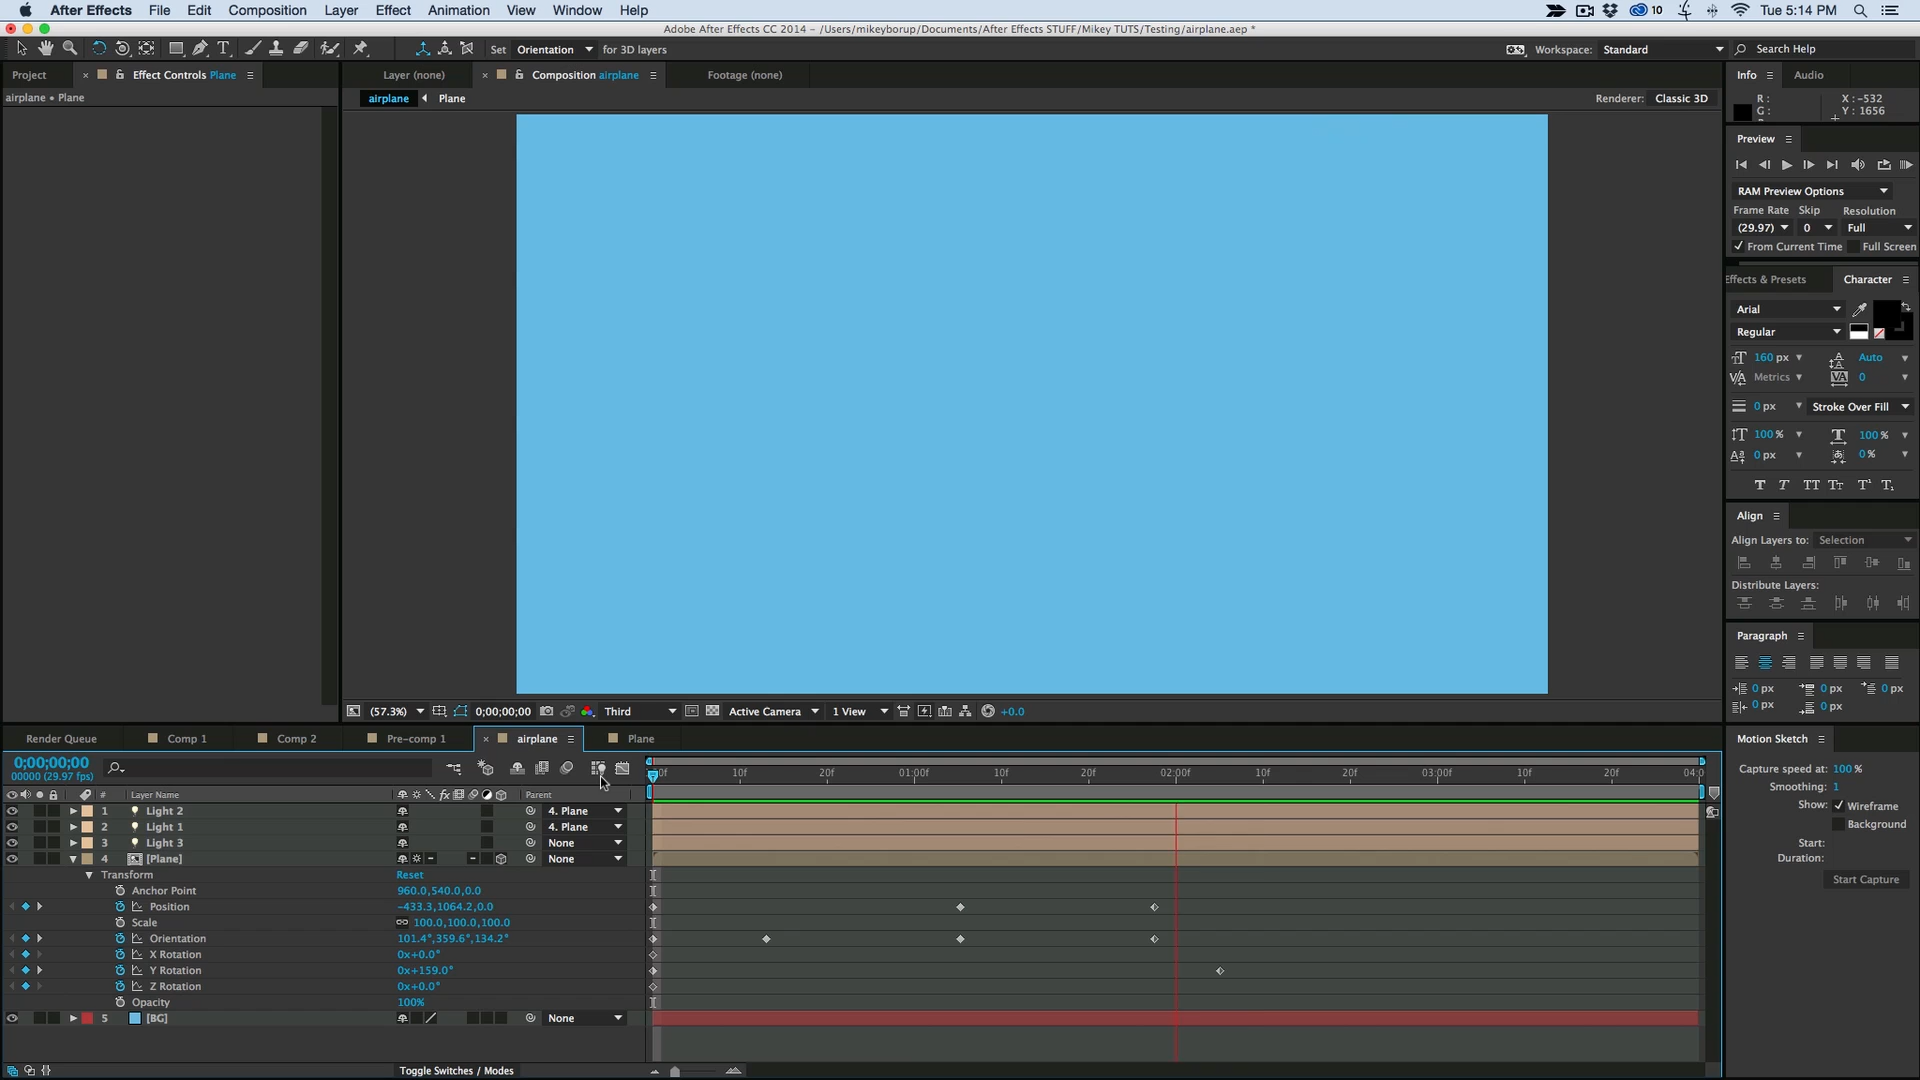 After Effects File Edit Composition Layer Effect Animation View Window Help 10 Tue 5:14 PM
Adobe After Effects CC 2014 - /Users/mikeyborup/Documents/After Effects STUFF/Mikey TUTS/Testing/airplane.aep *
Set Orientation for 3D layers Workspace: Standard Search Help
Project Effect Controls Plane Layer (none) Composition airplane Footage (none) Info Audio
airplane • Plane airplane Plane Renderer: Classic 3D
R : X : -532
G : Y : 1656
Preview
RAM Preview Options
Frame Rate Skip Resolution
(29.97) 0 Full
From Current Time Full Screen
Effects & Presets Character
Arial
Regular
160 px Auto
Metrics 0
0 px Stroke Over Fill
100 % 100 %
0 px 0 %
Align
Align Layers to: Selection
Distribute Layers:
Paragraph
0 px 0 px 0 px
0 px 0 px
(57.3%) 0;00;00;00 Third Active Camera 1 View +0.0
Render Queue Comp 1 Comp 2 Pre-comp 1 airplane Plane
Motion Sketch
Capture speed at: 100 %
Smoothing: 1
Show: Wireframe
Background
Start:
Duration:
Start Capture
0;00;00;00
00000 (29.97 fps)
10f 20f 01:00f 10f 20f 02:00f 10f 20f 03:00f 10f 20f 04:0
# Layer Name Parent
1 Light 2 4. Plane
2 Light 1 4. Plane
3 Light 3 None
4 [Plane] None
Transform Reset
Anchor Point 960.0,540.0,0.0
Position -433.3,1064.2,0.0
Scale 100.0,100.0,100.0
Orientation 101.4°,359.6°,134.2°
X Rotation 0x+0.0°
Y Rotation 0x+159.0°
Z Rotation 0x+0.0°
Opacity 100%
5 [BG] None
Toggle Switches / Modes